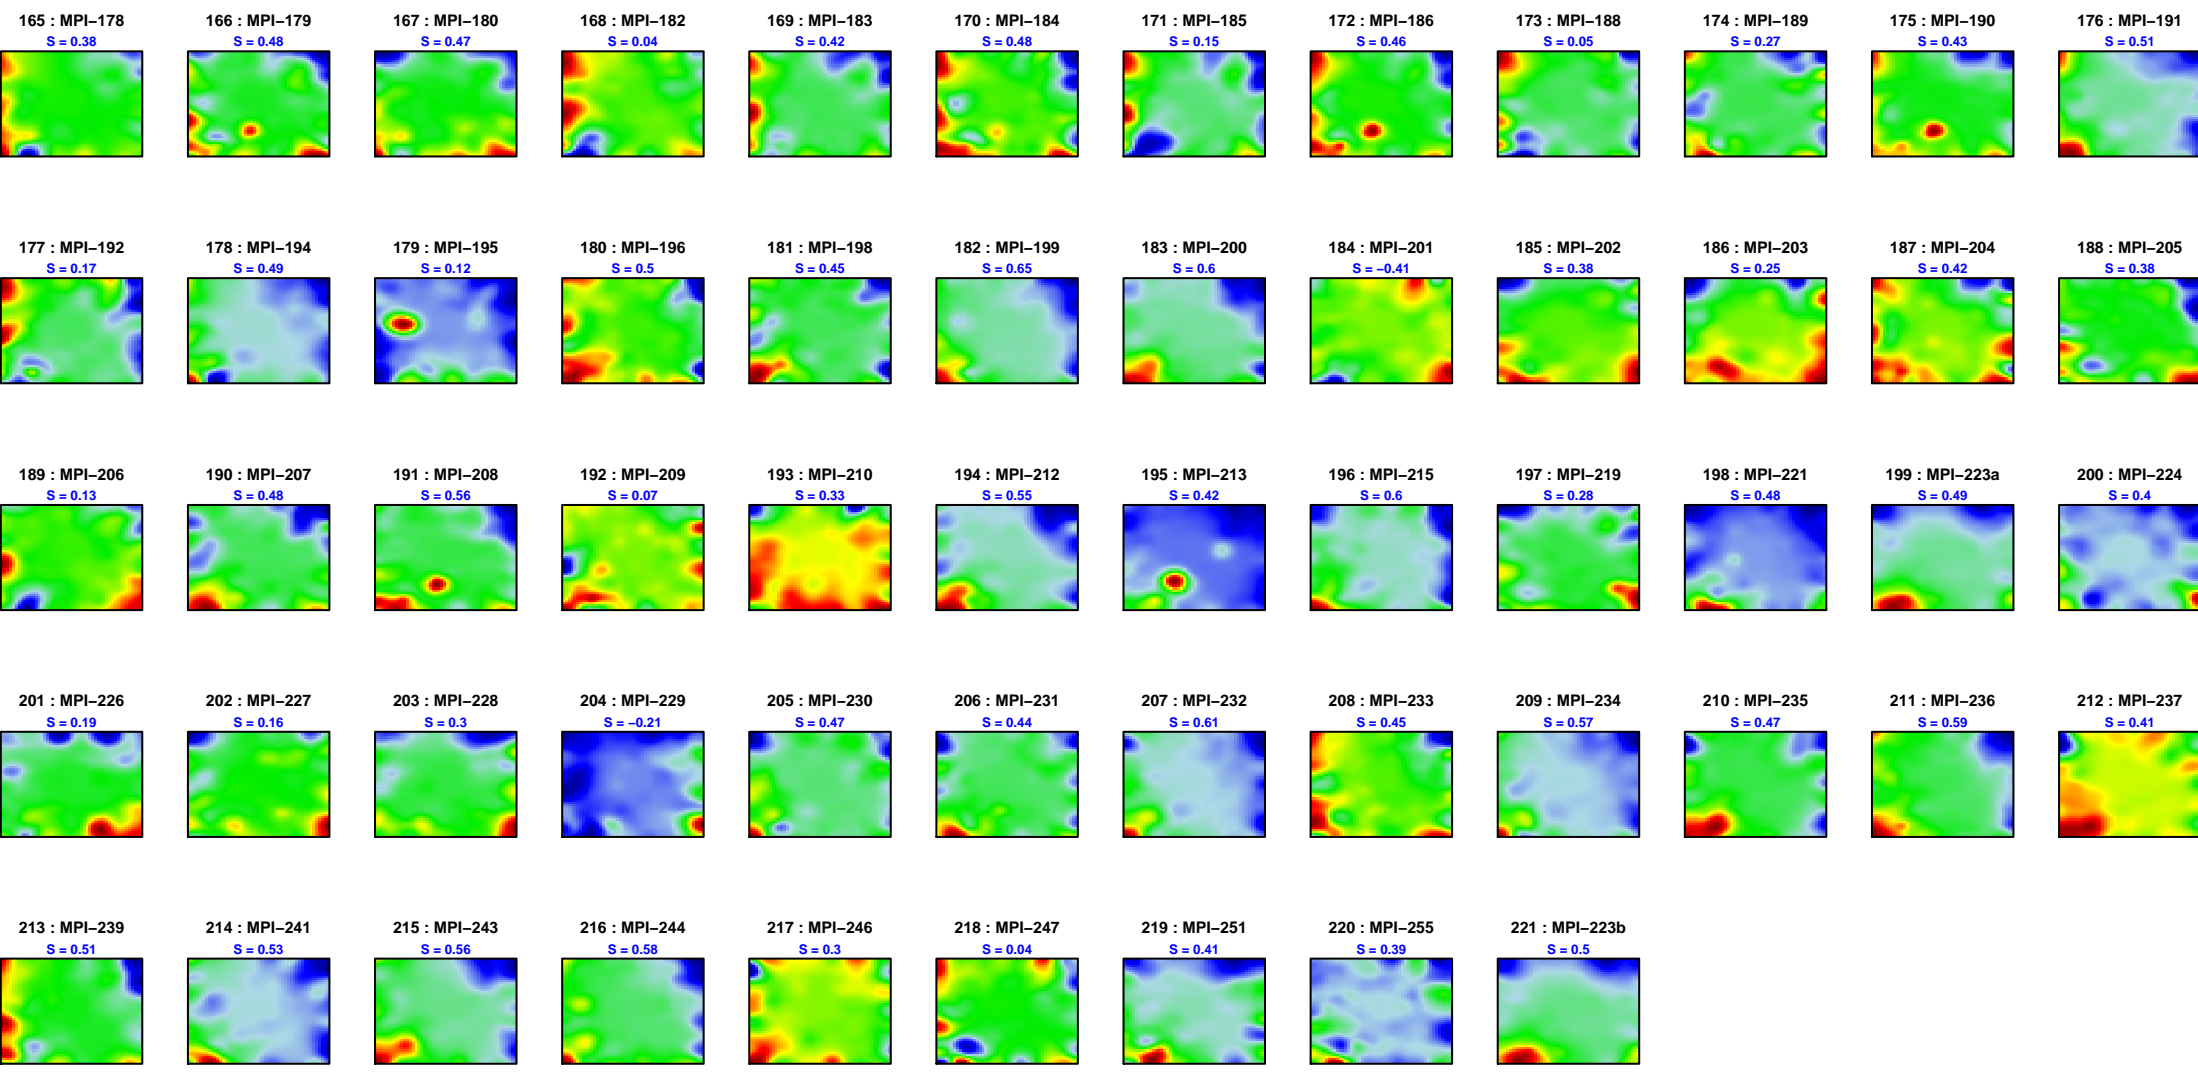 165 : MPI−178 166 : MPI−179 167 : MPI−180 168 : MPI−182 169 : MPI−183 170 : MPI−184 171 : MPI−185 172 : MPI−186 173 : MPI−188 174 : MPI−189 175 : MPI−190 176 : MPI−191
S = 0.38 S = 0.48 S = 0.47 S = 0.04 S = 0.42 S = 0.48 S = 0.15 S = 0.46 S = 0.05 S = 0.27 S = 0.43 S = 0.51
177 : MPI−192 178 : MPI−194 179 : MPI−195 180 : MPI−196 181 : MPI−198 182 : MPI−199 183 : MPI−200 184 : MPI−201 185 : MPI−202 186 : MPI−203 187 : MPI−204 188 : MPI−205
S = 0.17 S = 0.49 S = 0.12 S = 0.5 S = 0.45 S = 0.65 S = 0.6 S = −0.41 S = 0.38 S = 0.25 S = 0.42 S = 0.38
189 : MPI−206 190 : MPI−207 191 : MPI−208 192 : MPI−209 193 : MPI−210 194 : MPI−212 195 : MPI−213 196 : MPI−215 197 : MPI−219 198 : MPI−221 199 : MPI−223a 200 : MPI−224
S = 0.13 S = 0.48 S = 0.56 S = 0.07 S = 0.33 S = 0.55 S = 0.42 S = 0.6 S = 0.28 S = 0.48 S = 0.49 S = 0.4
201 : MPI−226 202 : MPI−227 203 : MPI−228 204 : MPI−229 205 : MPI−230 206 : MPI−231 207 : MPI−232 208 : MPI−233 209 : MPI−234 210 : MPI−235 211 : MPI−236 212 : MPI−237
S = 0.19 S = 0.16 S = 0.3 S = −0.21 S = 0.47 S = 0.44 S = 0.61 S = 0.45 S = 0.57 S = 0.47 S = 0.59 S = 0.41
213 : MPI−239 214 : MPI−241 215 : MPI−243 216 : MPI−244 217 : MPI−246 218 : MPI−247 219 : MPI−251 220 : MPI−255 221 : MPI−223b
S = 0.51 S = 0.53 S = 0.56 S = 0.58 S = 0.3 S = 0.04 S = 0.41 S = 0.39 S = 0.5